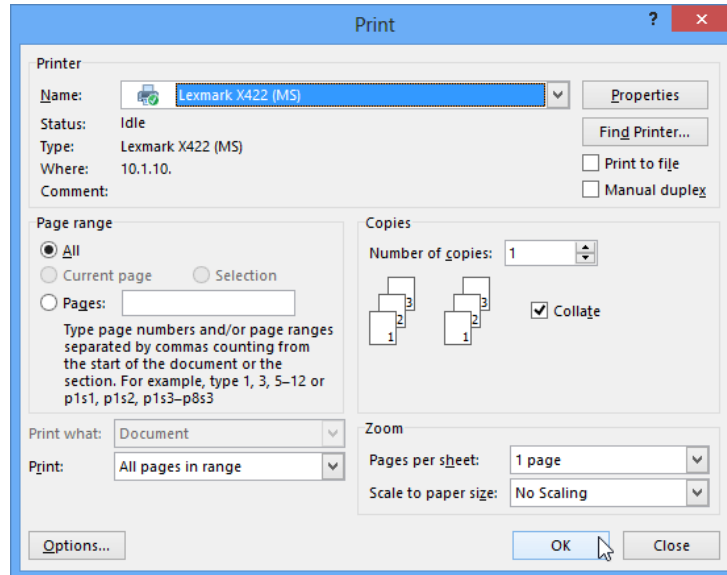 Print
?
Printer
Name: Lexmark X422 (MS) Properties
Status: Idle
Find Printer...
Type: Lexmark X422 (MS)
Where: 10.1.10. Print to file
Comment: Manual duplex
Page range
All
Current page Selection
Pages:
Type page numbers and/or page ranges
separated by commas counting from
the start of the document or the
section. For example, type 1, 3, 5–12 or
p1s1, p1s2, p1s3–p8s3
Copies
Number of copies: 1
3 3
2 2
1 1
Collate
Print what: Document
Print: All pages in range
Zoom
Pages per sheet: 1 page
Scale to paper size: No Scaling
Options... OK Close